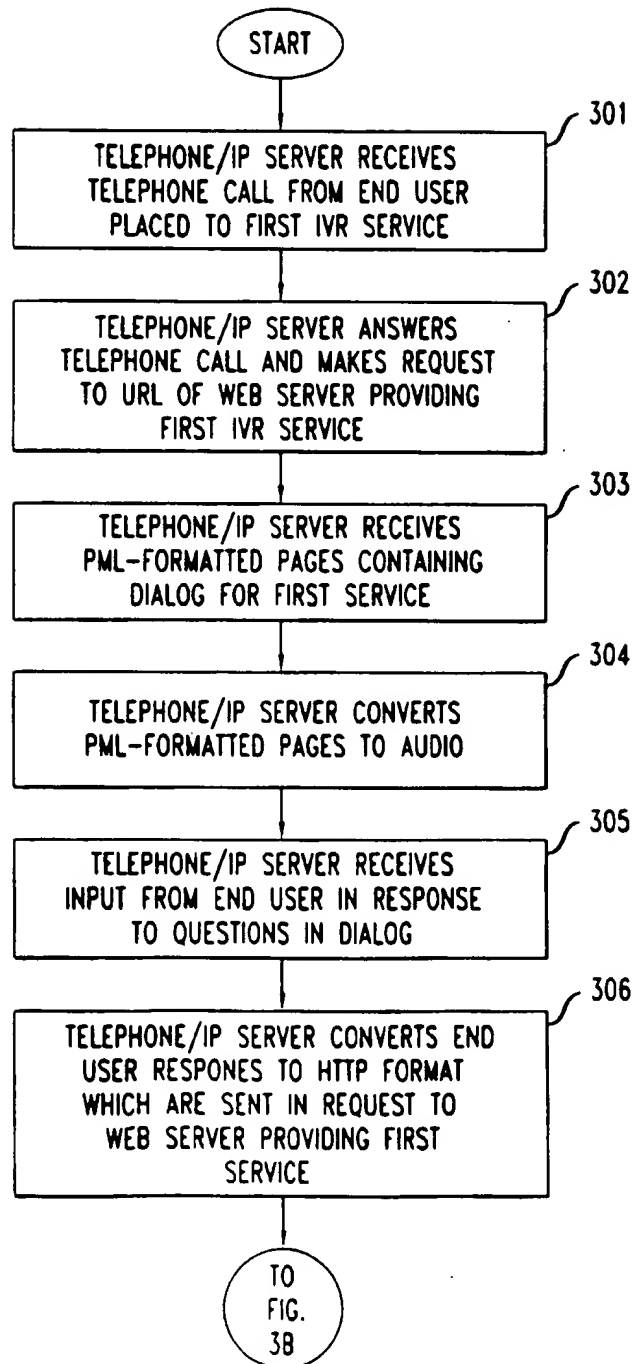 START
301
TELEPHONE/IP SERVER RECEIVES
TELEPHONE CALL FROM END USER
PLACED TO FIRST IVR SERVICE
302
TELEPHONE/IP SERVER ANSWERS
TELEPHONE CALL AND MAKES REQUEST
TO URL OF WEB SERVER PROVIDING
FIRST IVR SERVICE
303
TELEPHONE/IP SERVER RECEIVES
PML-FORMATTED PAGES CONTAINING
DIALOG FOR FIRST SERVICE
304
TELEPHONE/IP SERVER CONVERTS
PML-FORMATTED PAGES TO AUDIO
305
TELEPHONE/IP SERVER RECEIVES
INPUT FROM END USER IN RESPONSE
TO QUESTIONS IN DIALOG
306
TELEPHONE/IP SERVER CONVERTS END
USER RESPONES TO HTTP FORMAT
WHICH ARE SENT IN REQUEST TO
WEB SERVER PROVIDING FIRST
SERVICE
TO
FIG.
3B